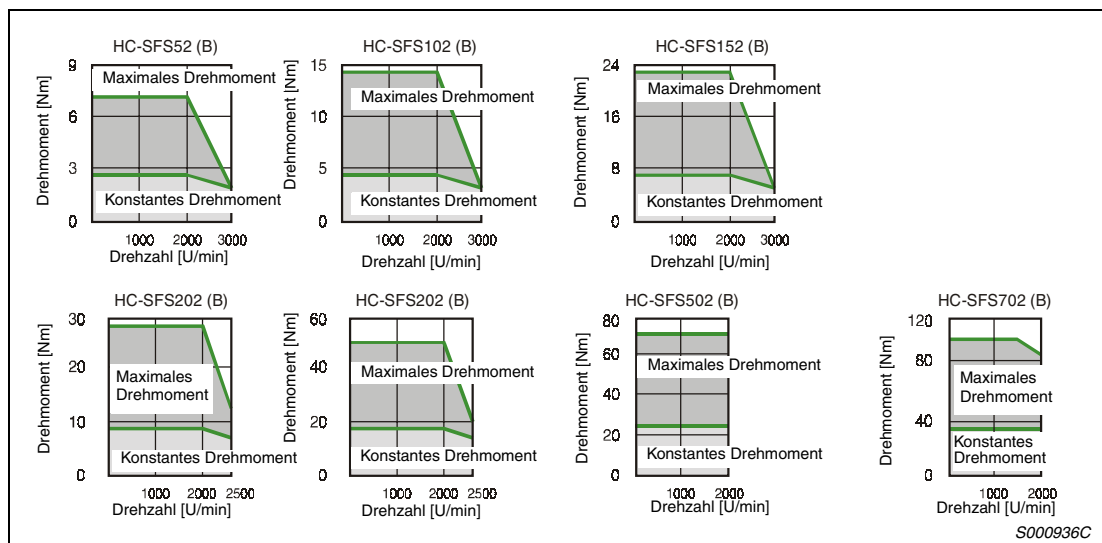 HC-SFS52 (B)
Drehmoment [Nm]
9
6
3
0
Maximales Drehmoment
Konstantes Drehmoment
1000 2000 3000
Drehzahl [U/min]
HC-SFS102 (B)
Drehmoment [Nm]
15
10
5
0
Maximales Drehmoment
Konstantes Drehmoment
1000 2000 3000
Drehzahl [U/min]
HC-SFS152 (B)
Drehmoment [Nm]
24
16
8
0
Maximales Drehmoment
Konstantes Drehmoment
1000 2000 3000
Drehzahl [U/min]
HC-SFS202 (B)
Drehmoment [Nm]
30
20
10
0
Maximales
Drehmoment
Konstantes Drehmoment
1000 2000 2500
Drehzahl [U/min]
HC-SFS202 (B)
Drehmoment [Nm]
60
40
20
0
Maximales Drehmoment
Konstantes Drehmoment
1000 2000 2500
Drehzahl [U/min]
HC-SFS502 (B)
Drehmoment [Nm]
80
60
40
20
0
Maximales Drehmoment
Konstantes Drehmoment
1000 2000
Drehzahl [U/min]
HC-SFS702 (B)
Drehmoment [Nm]
120
80
40
0
Maximales
Drehmoment
Konstantes
Drehmoment
1000 2000
Drehzahl [U/min]
S000936C